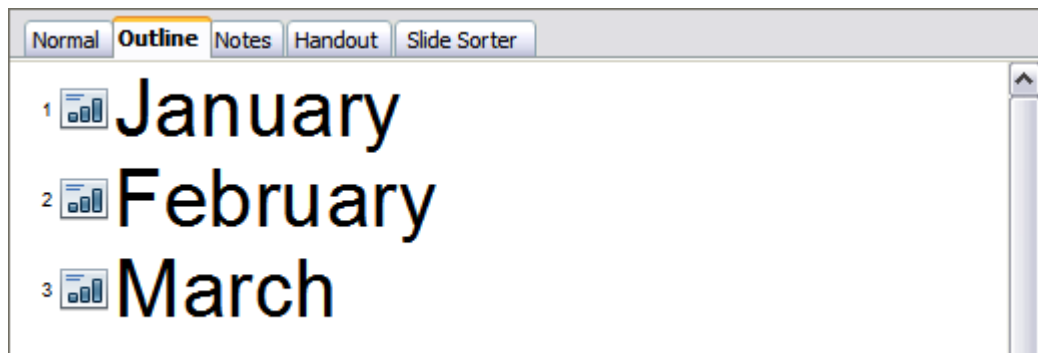 Normal Outline Notes Handout Slide Sorter
1 January
2 February
3 March